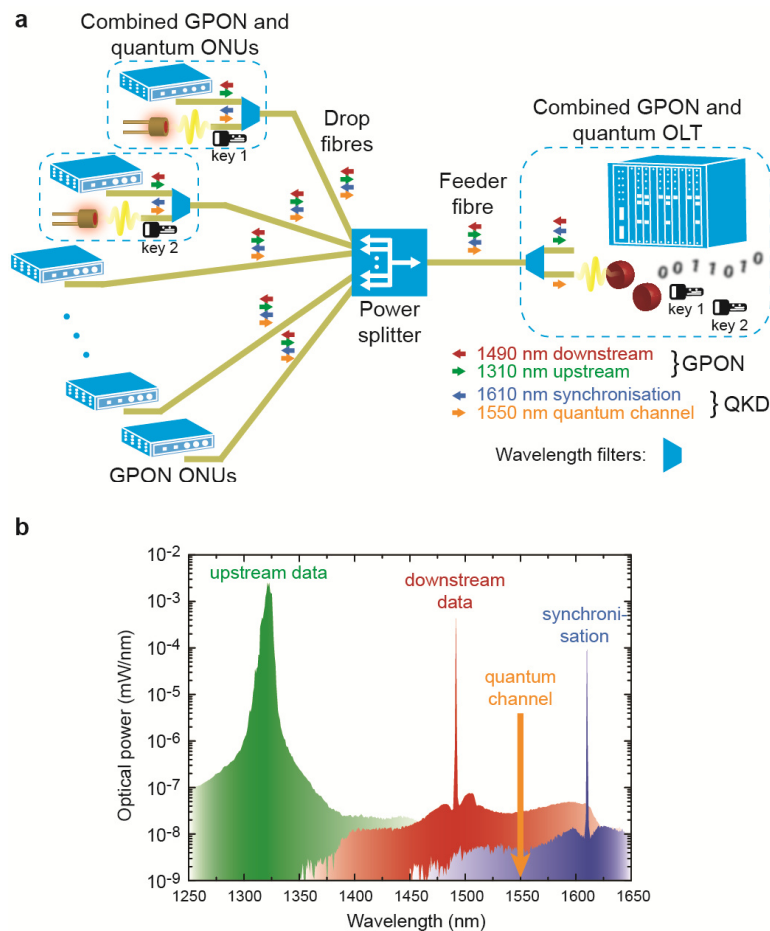 a
Combined GPON and
quantum ONUs
key 1
key 2
Drop
fibres
Feeder
fibre
Power
splitter
GPON ONUs
Combined GPON and
quantum OLT
0 0 1 1 0 1 0
key 1
key 2
1490 nm downstream
1310 nm upstream
} GPON
1610 nm synchronisation
1550 nm quantum channel
} QKD
Wavelength filters:
b
Optical power (mW/nm)
10-2
10-3
10-4
10-5
10-6
10-7
10-8
10-9
upstream data
downstream
data
synchroni-
sation
quantum
channel
1250 1300 1350 1400 1450 1500 1550 1600 1650
Wavelength (nm)